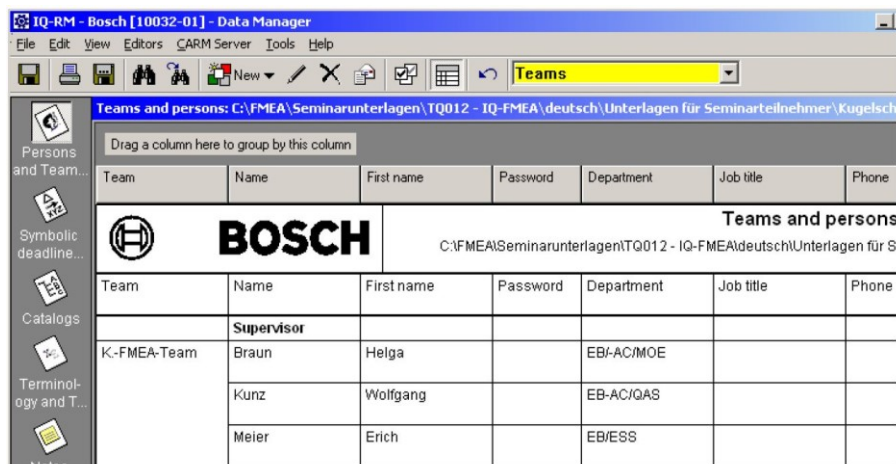 IQ-RM - Bosch [10032-01] - Data Manager
File Edit View Editors CARM Server Tools Help
New Teams
Teams and persons: C:\FMEA\Seminarunterlagen\TQ012 - IQ-FMEA\deutsch\Unterlagen für Seminarteilnehmer\Kugelsch
Drag a column here to group by this column
Team Name First name Password Department Job title Phone
BOSCH
Teams and persons
C:\FMEA\Seminarunterlagen\TQ012 - IQ-FMEA\deutsch\Unterlagen für S
Team Name First name Password Department Job title Phone
Supervisor
K.-FMEA-Team Braun Helga EB/-AC/MOE
Kunz Wolfgang EB-AC/QAS
Meier Erich EB/ESS
Persons
and Team...
Symbolic
deadline...
Catalogs
Terminol-
ogy and T...